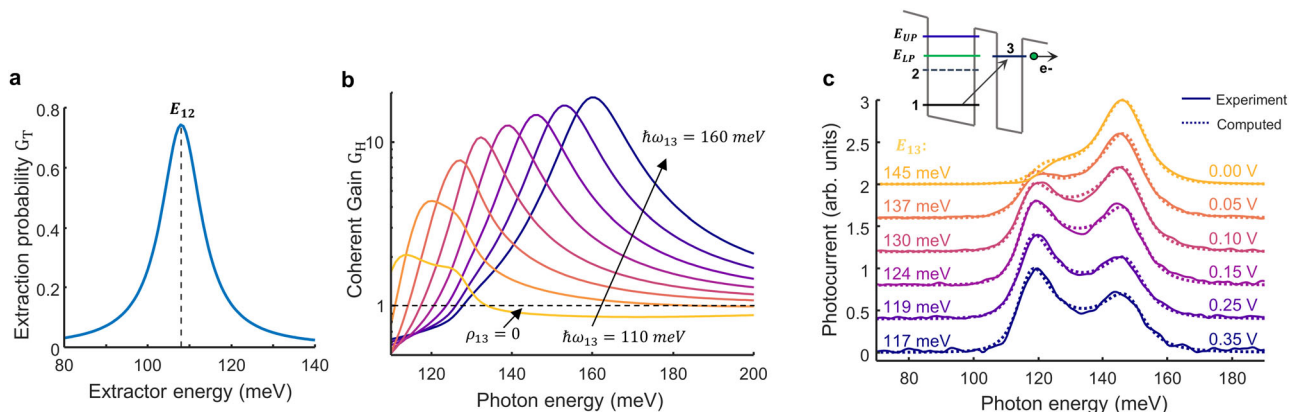 a
E₁₂
Extraction probability G_T
0.8
0.6
0.4
0.2
0
80 100 120 140
Extractor energy (meV)
b
Coherent Gain G_H
10
1
ħω₁₃ = 160 meV
ρ₁₃ = 0
ħω₁₃ = 110 meV
120 140 160 180 200
Photon energy (meV)
E_UP
E_LP
2
1
3
e-
c
Experiment
Computed
Photocurrent (arb. units)
3
2.5
2
1.5
1
0.5
0
E₁₃:
145 meV 0.00 V
137 meV 0.05 V
130 meV 0.10 V
124 meV 0.15 V
119 meV 0.25 V
117 meV 0.35 V
80 100 120 140 160 180
Photon energy (meV)